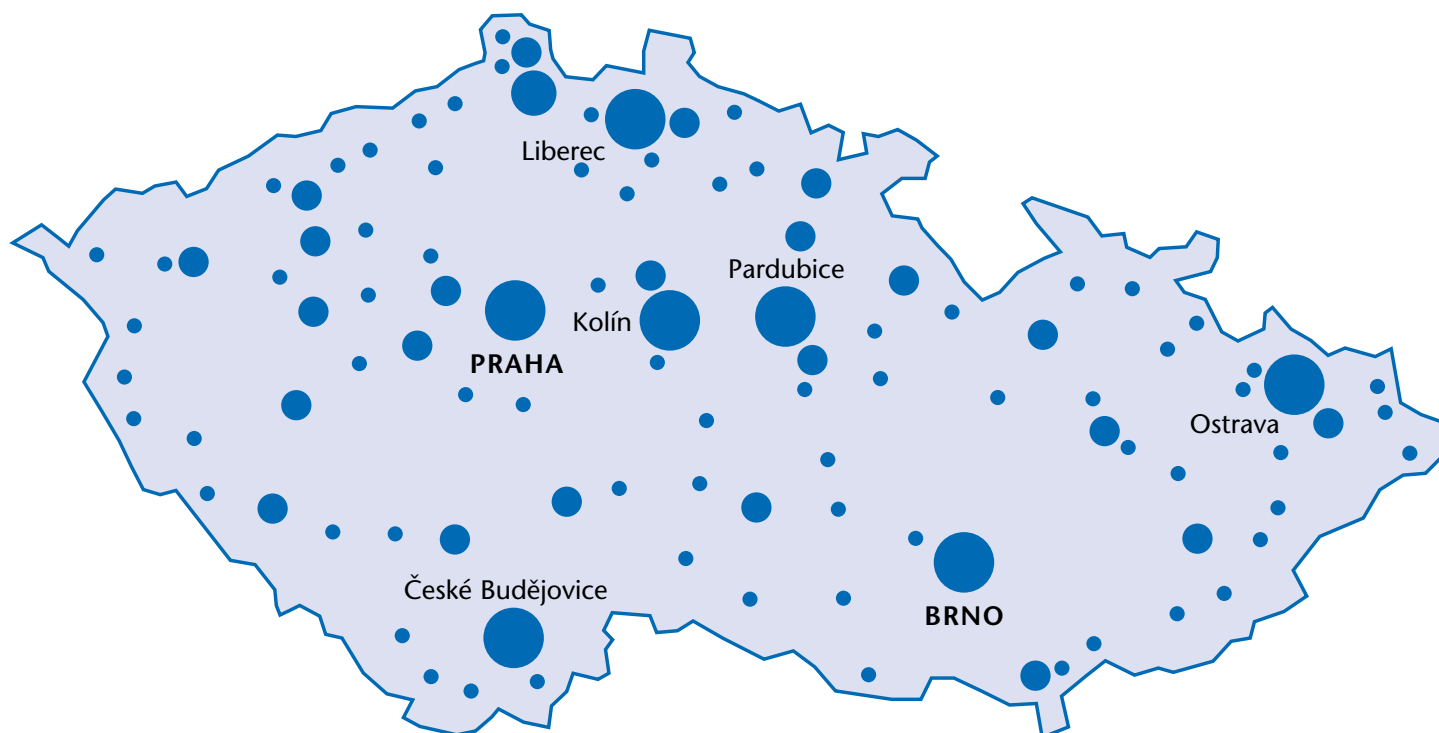 Liberec
Pardubice
Kolín
PRAHA
Ostrava
České Budějovice
BRNO